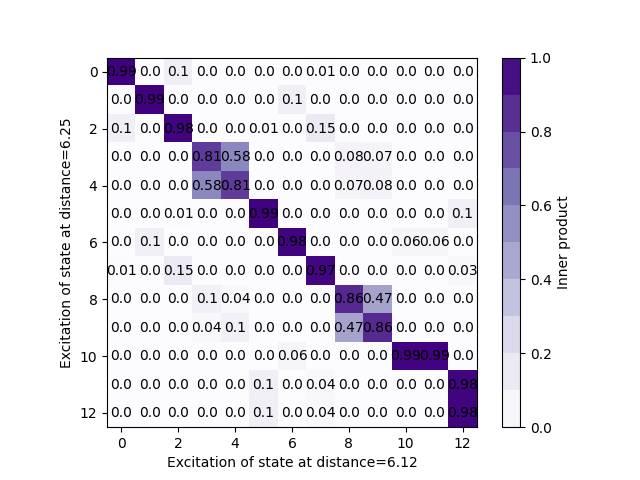 0 0.99 0.0 0.1 0.0 0.0 0.0 0.0 0.01 0.0 0.0 0.0 0.0 0.0
0.0 0.99 0.0 0.0 0.0 0.0 0.1 0.0 0.0 0.0 0.0 0.0 0.0
2 0.1 0.0 0.98 0.0 0.0 0.01 0.0 0.15 0.0 0.0 0.0 0.0 0.0
0.0 0.0 0.0 0.81 0.58 0.0 0.0 0.0 0.08 0.07 0.0 0.0 0.0
4 0.0 0.0 0.0 0.58 0.81 0.0 0.0 0.0 0.07 0.08 0.0 0.0 0.0
0.0 0.0 0.01 0.0 0.0 0.99 0.0 0.0 0.0 0.0 0.0 0.0 0.1
6 0.0 0.1 0.0 0.0 0.0 0.0 0.98 0.0 0.0 0.0 0.06 0.06 0.0
0.01 0.0 0.15 0.0 0.0 0.0 0.0 0.97 0.0 0.0 0.0 0.0 0.03
8 0.0 0.0 0.0 0.1 0.04 0.0 0.0 0.0 0.86 0.47 0.0 0.0 0.0
0.0 0.0 0.0 0.04 0.1 0.0 0.0 0.0 0.47 0.86 0.0 0.0 0.0
10 0.0 0.0 0.0 0.0 0.0 0.0 0.06 0.0 0.0 0.0 0.99 0.99 0.0
0.0 0.0 0.0 0.0 0.0 0.1 0.0 0.04 0.0 0.0 0.0 0.0 0.98
12 0.0 0.0 0.0 0.0 0.0 0.1 0.0 0.04 0.0 0.0 0.0 0.0 0.98
0 2 4 6 8 10 12
Excitation of state at distance=6.12
Excitation of state at distance=6.25
1.0
0.8
0.6
0.4
0.2
0.0
Inner product